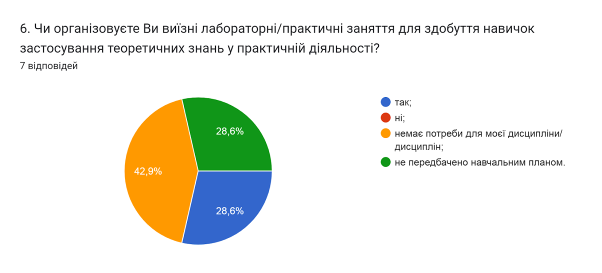 6. Чи організовуєте Ви виїзні лабораторні/практичні заняття для здобуття навичок
застосування теоретичних знань у практичній діяльності?
7 відповідей
так;
ні;
немає потреби для моєї дисципліни/
дисциплін;
не передбачено навчальним планом.
28,6%
42,9%
28,6%